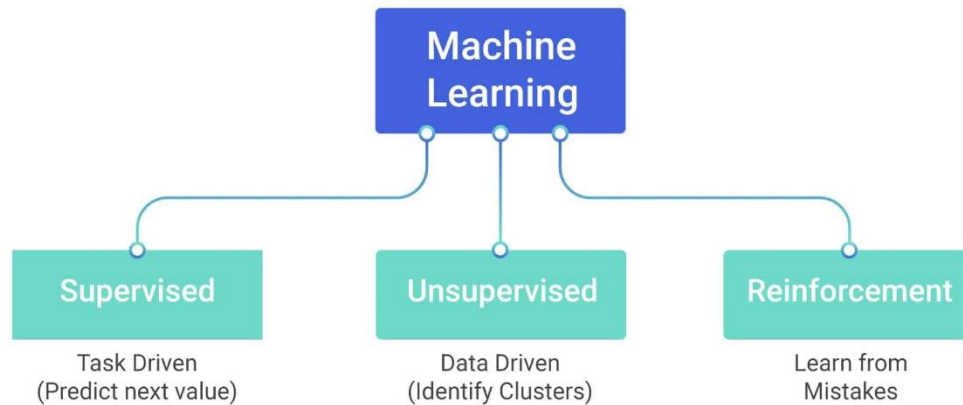 Machine
Learning
Supervised
Unsupervised
Reinforcement
Task Driven
(Predict next value)
Data Driven
(Identify Clusters)
Learn from
Mistakes